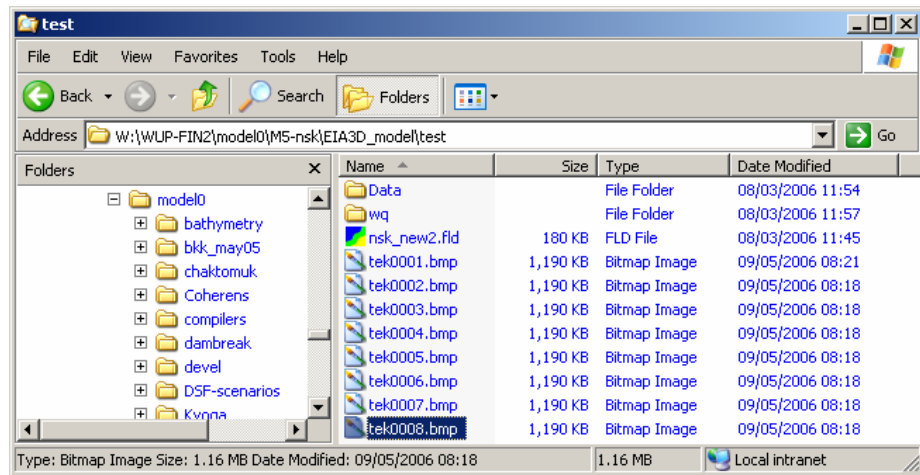 test
File Edit View Favorites Tools Help
Back Search Folders
Address W:\WUP-FIN2\model0\M5-nsk\EIA3D_model\test Go
Folders x
model0
bathymetry
bkk_may05
chaktomuk
Coherens
compilers
dambreak
devel
DSF-scenarios
Kyoga
Name Size Type Date Modified
Data File Folder 08/03/2006 11:54
wq File Folder 08/03/2006 11:57
nsk_new2.fld 180 KB FLD File 08/03/2006 11:45
tek0001.bmp 1,190 KB Bitmap Image 09/05/2006 08:21
tek0002.bmp 1,190 KB Bitmap Image 09/05/2006 08:18
tek0003.bmp 1,190 KB Bitmap Image 09/05/2006 08:18
tek0004.bmp 1,190 KB Bitmap Image 09/05/2006 08:18
tek0005.bmp 1,190 KB Bitmap Image 09/05/2006 08:18
tek0006.bmp 1,190 KB Bitmap Image 09/05/2006 08:18
tek0007.bmp 1,190 KB Bitmap Image 09/05/2006 08:18
tek0008.bmp 1,190 KB Bitmap Image 09/05/2006 08:18
Type: Bitmap Image Size: 1.16 MB Date Modified: 09/05/2006 08:18 1.16 MB Local intranet